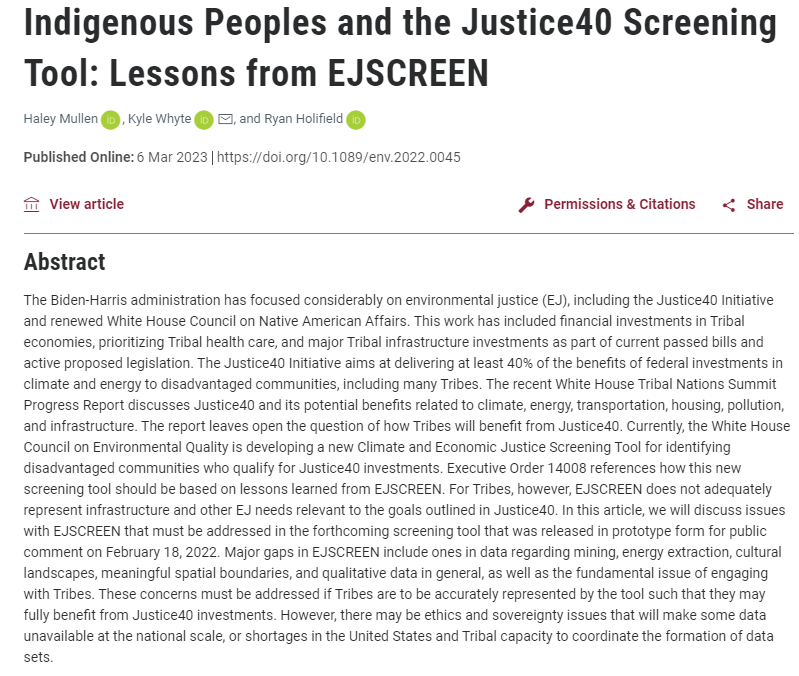 Indigenous Peoples and the Justice40 Screening
Tool: Lessons from EJSCREEN
Haley Mullen iD, Kyle Whyte iD, and Ryan Holifield iD
Published Online: 6 Mar 2023 | https://doi.org/10.1089/env.2022.0045
View article Permissions & Citations Share
Abstract
The Biden-Harris administration has focused considerably on environmental justice (EJ), including the Justice40 Initiative
and renewed White House Council on Native American Affairs. This work has included financial investments in Tribal
economies, prioritizing Tribal health care, and major Tribal infrastructure investments as part of current passed bills and
active proposed legislation. The Justice40 Initiative aims at delivering at least 40% of the benefits of federal investments in
climate and energy to disadvantaged communities, including many Tribes. The recent White House Tribal Nations Summit
Progress Report discusses Justice40 and its potential benefits related to climate, energy, transportation, housing, pollution,
and infrastructure. The report leaves open the question of how Tribes will benefit from Justice40. Currently, the White House
Council on Environmental Quality is developing a new Climate and Economic Justice Screening Tool for identifying
disadvantaged communities who qualify for Justice40 investments. Executive Order 14008 references how this new
screening tool should be based on lessons learned from EJSCREEN. For Tribes, however, EJSCREEN does not adequately
represent infrastructure and other EJ needs relevant to the goals outlined in Justice40. In this article, we will discuss issues
with EJSCREEN that must be addressed in the forthcoming screening tool that was released in prototype form for public
comment on February 18, 2022. Major gaps in EJSCREEN include ones in data regarding mining, energy extraction, cultural
landscapes, meaningful spatial boundaries, and qualitative data in general, as well as the fundamental issue of engaging
with Tribes. These concerns must be addressed if Tribes are to be accurately represented by the tool such that they may
fully benefit from Justice40 investments. However, there may be ethics and sovereignty issues that will make some data
unavailable at the national scale, or shortages in the United States and Tribal capacity to coordinate the formation of data
sets.